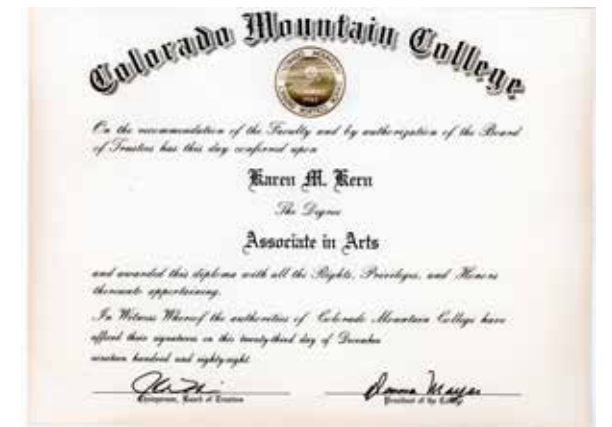 Colorado Mountain College
On the recommendation of the Faculty and by authorization of the Board
of Trustees has this day conferred upon
Karen M. Kern
The Degree
Associate in Arts
and awarded this diploma with all the Rights, Privileges, and Honors
thereunto appertaining.
In Witness Whereof the authorities of Colorado Mountain College have
affixed their signatures on this twenty-third day of December
nineteen hundred and eighty-eight.
Donna Mayer
Chairperson, Board of Trustees
President of the College